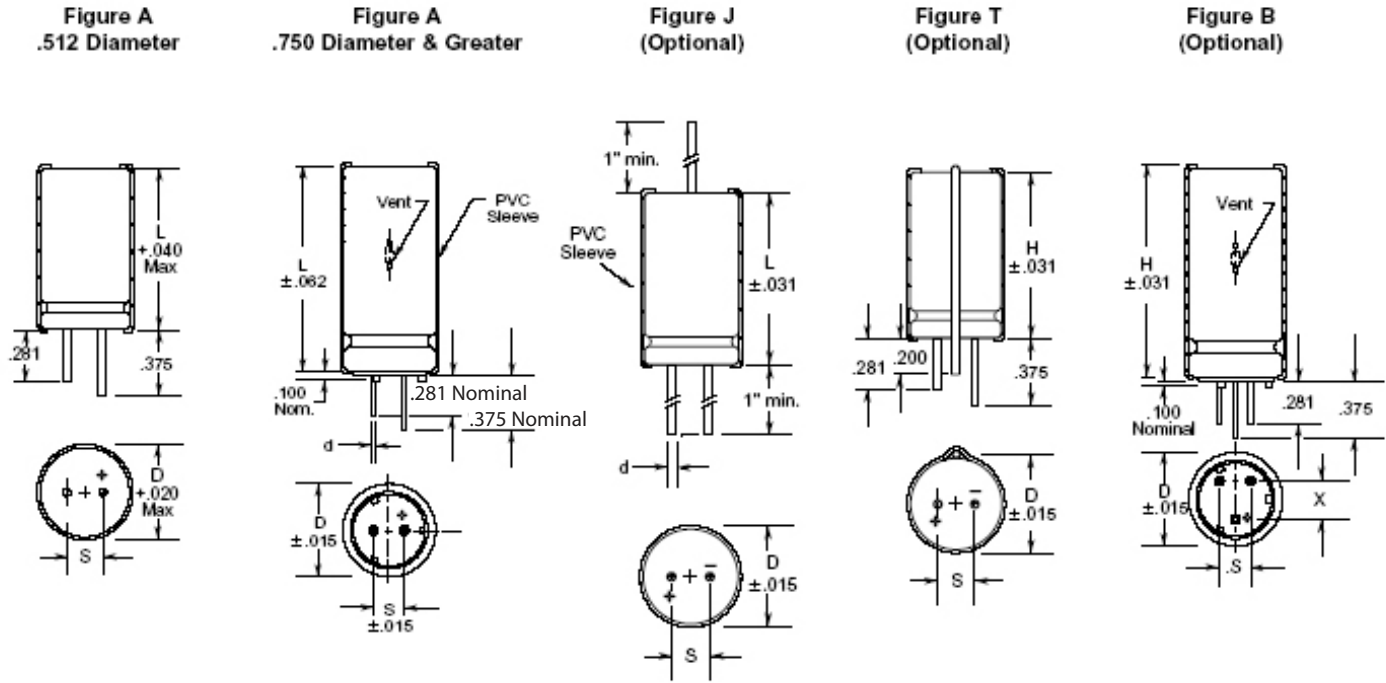 Figure A
.512 Diameter
Figure A
.750 Diameter & Greater
Figure J
(Optional)
Figure T
(Optional)
Figure B
(Optional)
L
+.040
Max
.281
.375
D
+.020
Max
S
Vent
PVC
Sleeve
L
±.062
.100
Nom.
.281 Nominal
.375 Nominal
d
D
±.015
S
±.015
1" min.
PVC
Sleeve
L
±.031
1" min.
d
D
±.015
S
H
±.031
.281
.200
.375
D
±.015
S
Vent
H
±.031
.100
Nominal
.281
.375
D
±.015
X
.S